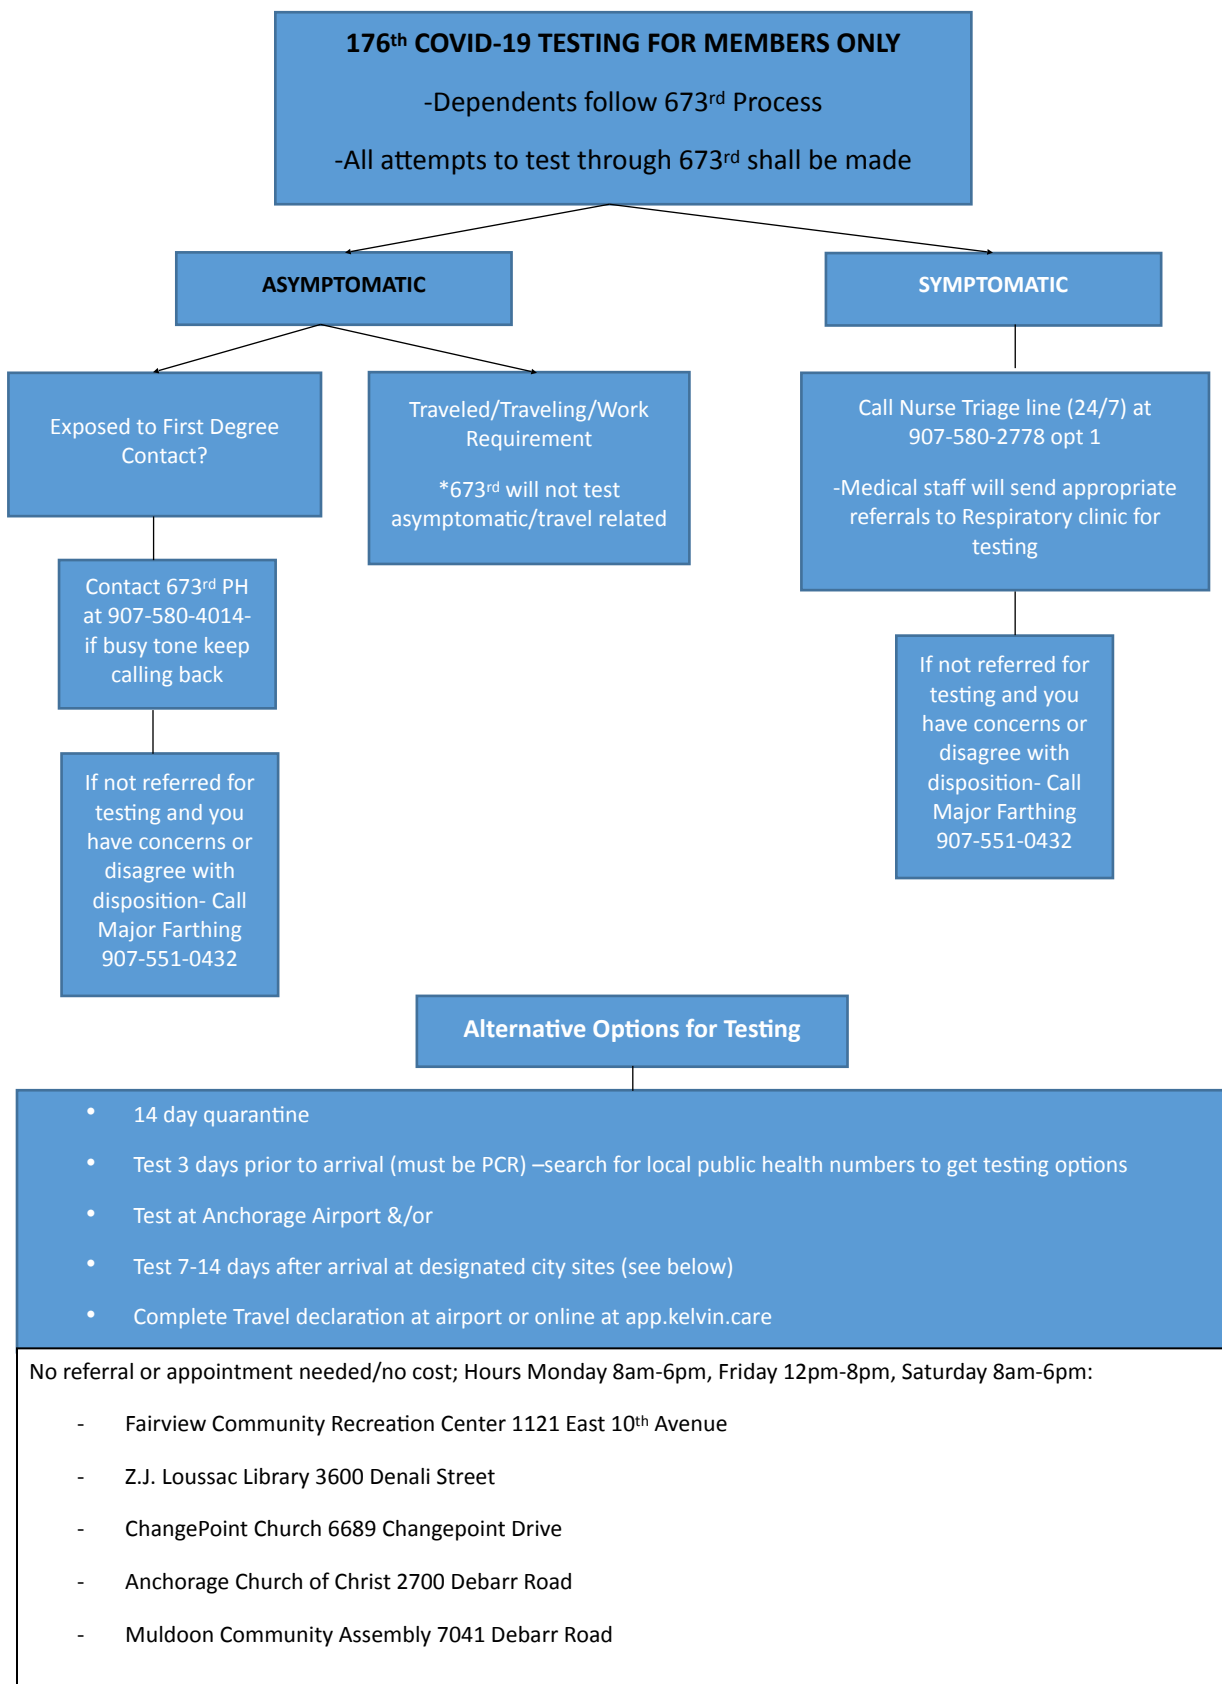 176th COVID-19 TESTING FOR MEMBERS ONLY
-Dependents follow 673rd Process
-All attempts to test through 673rd shall be made
ASYMPTOMATIC
SYMPTOMATIC
Exposed to First Degree
Contact?
Traveled/Traveling/Work
Requirement
*673rd will not test
asymptomatic/travel related
Call Nurse Triage line (24/7) at
907-580-2778 opt 1
-Medical staff will send appropriate
referrals to Respiratory clinic for
testing
Contact 673rd PH
at 907-580-4014-
if busy tone keep
calling back
If not referred for
testing and you
have concerns or
disagree with
disposition- Call
Major Farthing
907-551-0432
If not referred for
testing and you
have concerns or
disagree with
disposition- Call
Major Farthing
907-551-0432
Alternative Options for Testing
• 14 day quarantine
• Test 3 days prior to arrival (must be PCR) –search for local public health numbers to get testing options
• Test at Anchorage Airport &/or
• Test 7-14 days after arrival at designated city sites (see below)
• Complete Travel declaration at airport or online at app.kelvin.care
No referral or appointment needed/no cost; Hours Monday 8am-6pm, Friday 12pm-8pm, Saturday 8am-6pm:
- Fairview Community Recreation Center 1121 East 10th Avenue
- Z.J. Loussac Library 3600 Denali Street
- ChangePoint Church 6689 Changepoint Drive
- Anchorage Church of Christ 2700 Debarr Road
- Muldoon Community Assembly 7041 Debarr Road